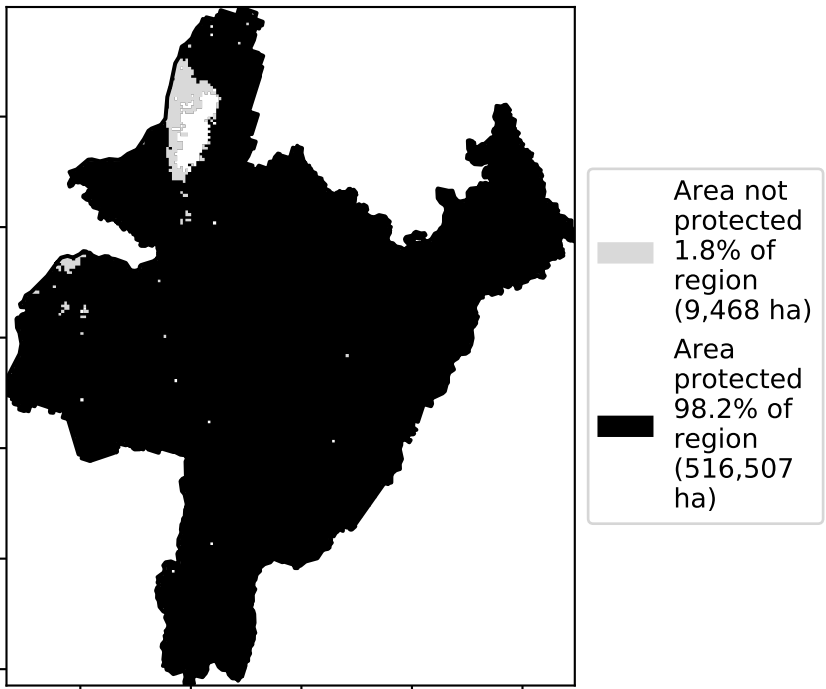 Area not
protected
1.8% of
region
(9,468 ha)
Area
protected
98.2% of
region
(516,507
ha)